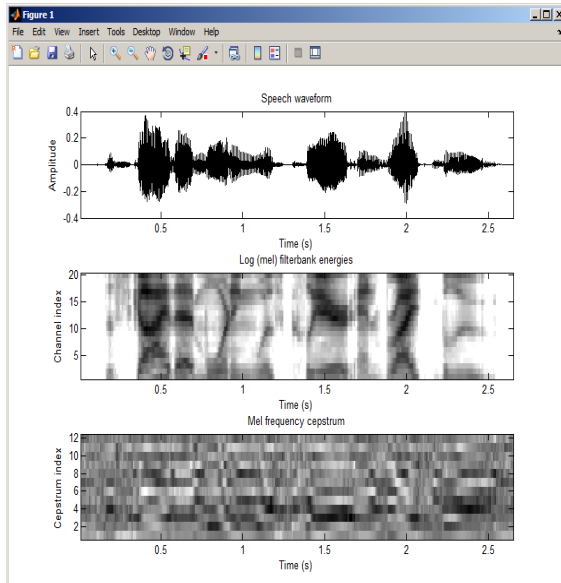 Figure 1
File Edit View Insert Tools Desktop Window Help
Speech waveform
0.4
0.2
0
-0.2
-0.4
Amplitude
0.5 1 1.5 2 2.5
Time (s)
Log (mel) filterbank energies
20
15
10
5
Channel index
0.5 1 1.5 2 2.5
Time (s)
Mel frequency cepstrum
12
10
8
6
4
2
Cepstrum index
0.5 1 1.5 2 2.5
Time (s)